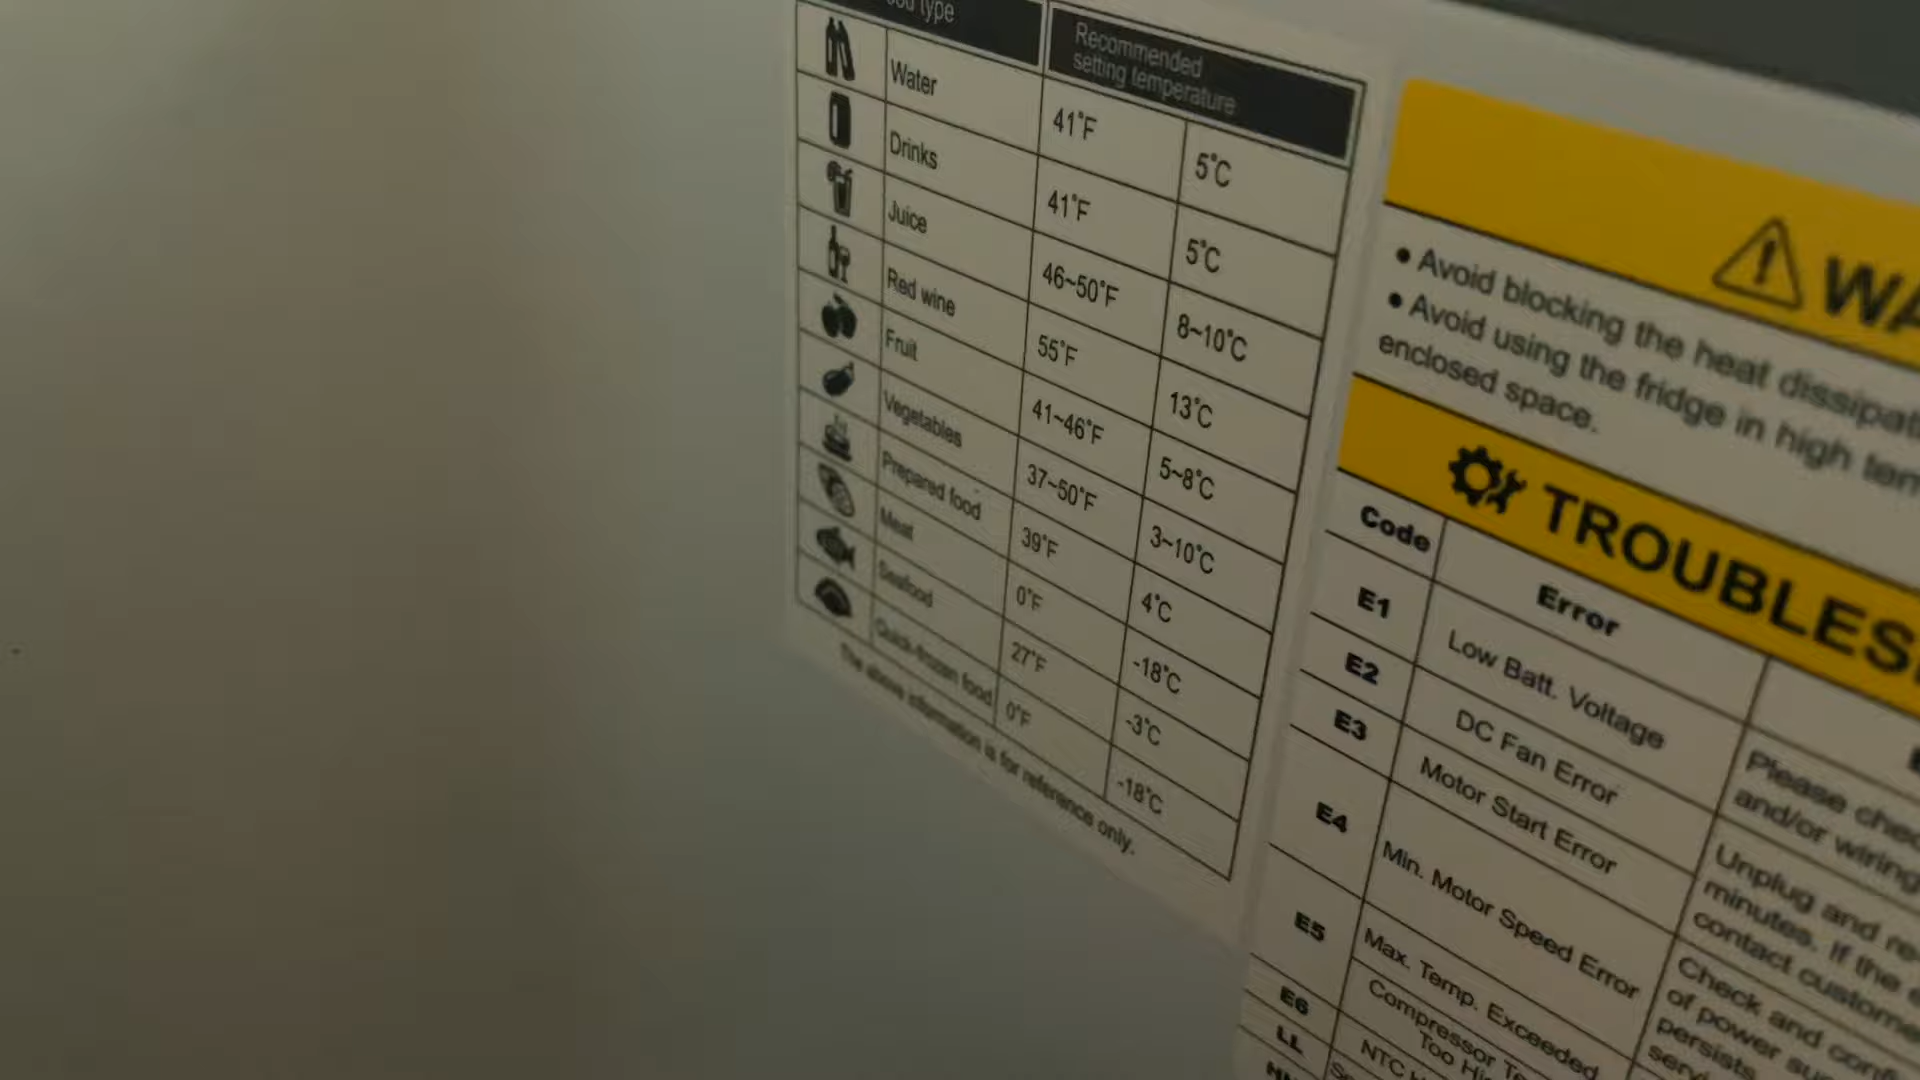 ood type
Recommended
setting temperature
Water 41°F 5°C
Drinks 41°F 5°C
Juice 46~50°F 8~10°C
Red wine 55°F 13°C
Fruit 41~46°F 5~8°C
Vegetables 37~50°F 3~10°C
Prepared food 39°F 4°C
Meat 0°F -18°C
Seafood 27°F -3°C
Quick-frozen food 0°F -18°C
The above information is for reference only.
WA
• Avoid blocking the heat dissipat
• Avoid using the fridge in high tem
enclosed space.
TROUBLES
Code Error
E1 Low Batt. Voltage
E2 DC Fan Error
E3 Motor Start Error
E4 Min. Motor Speed Error
E5 Max. Temp. Exceeded
E6 Compressor Te
Too Hi
LL NTC
Please chec
and/or wiring
Unplug and re
minutes. If the
contact custome
Check and conf
of power su
persists
servi